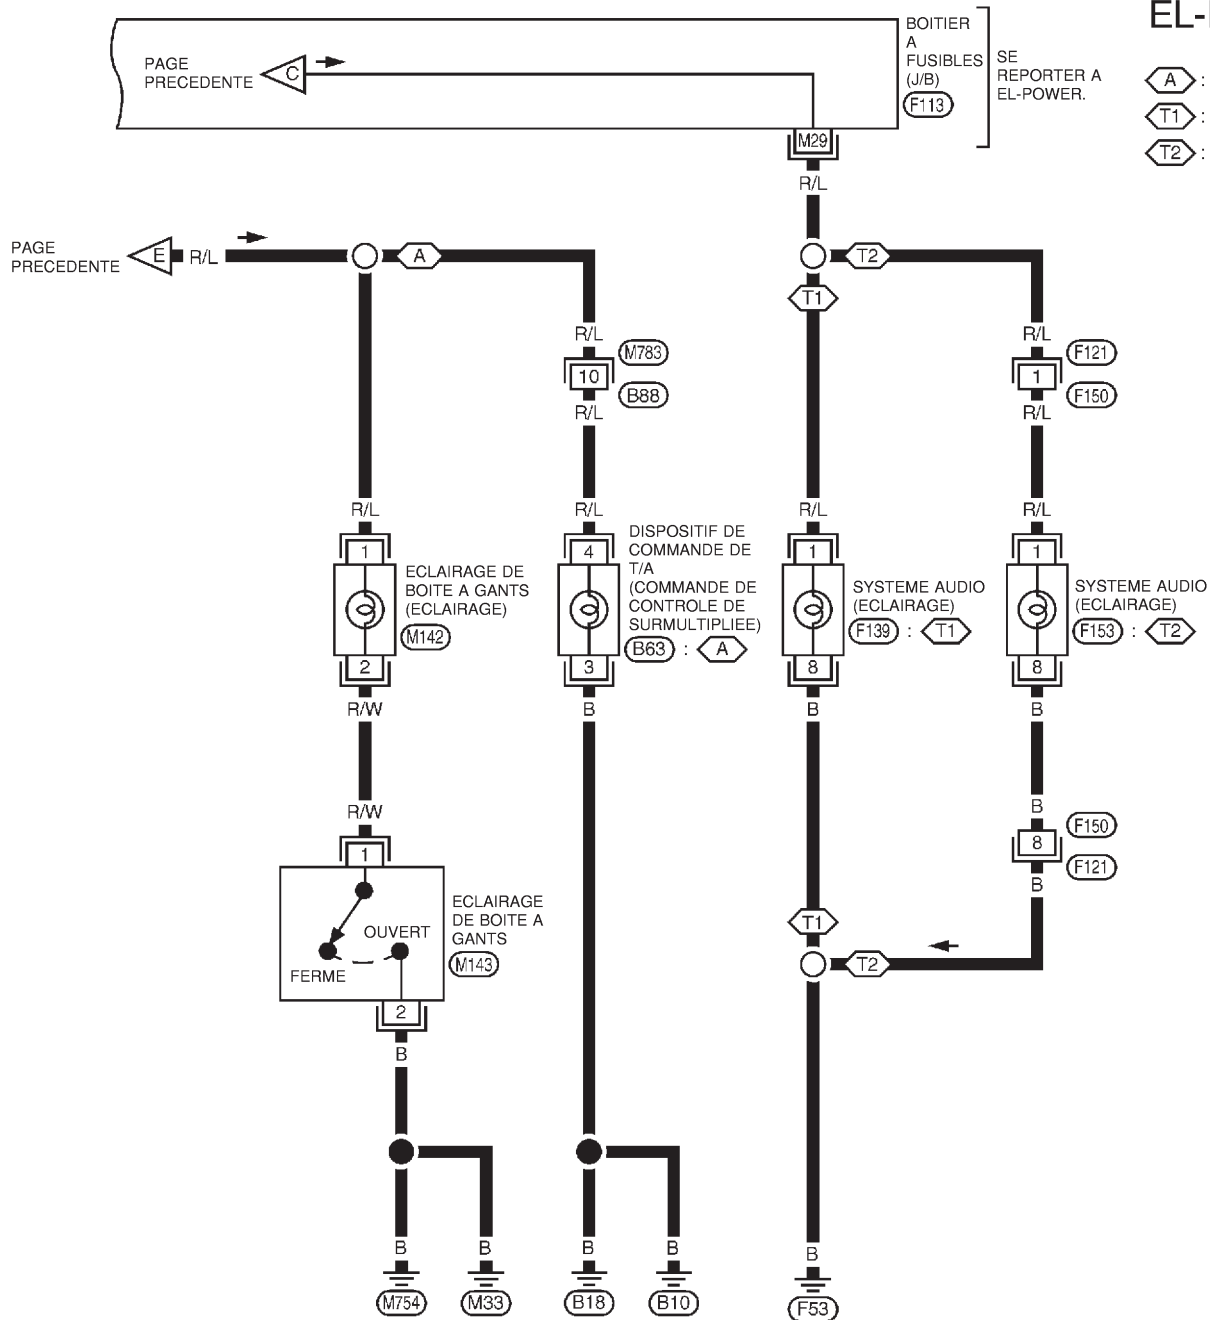 EL-
BOITIER
A
FUSIBLES
(J/B)
F113
SE
REPORTER A
EL-POWER.
PAGE
PRECEDENTE
C
A :
T1 :
T2 :
M29
R/L
PAGE
PRECEDENTE
E
R/L
A
T2
T1
R/L
M783
10
B88
R/L
R/L
F121
1
F150
R/L
R/L
1
ECLAIRAGE DE
BOITE A GANTS
(ECLAIRAGE)
M142
2
R/W
R/L
4
DISPOSITIF DE
COMMANDE DE
T/A
(COMMANDE DE
CONTROLE DE
SURMULTIPLIEE)
B63 : A
3
B
R/L
1
SYSTEME AUDIO
(ECLAIRAGE)
F139 : T1
8
B
R/L
1
SYSTEME AUDIO
(ECLAIRAGE)
F153 : T2
8
B
R/W
1
OUVERT
FERME
ECLAIRAGE
DE BOITE A
GANTS
M143
2
B
B
F150
8
F121
B
T1
T2
B
M754
B
M33
B
B18
B
B10
B
F53